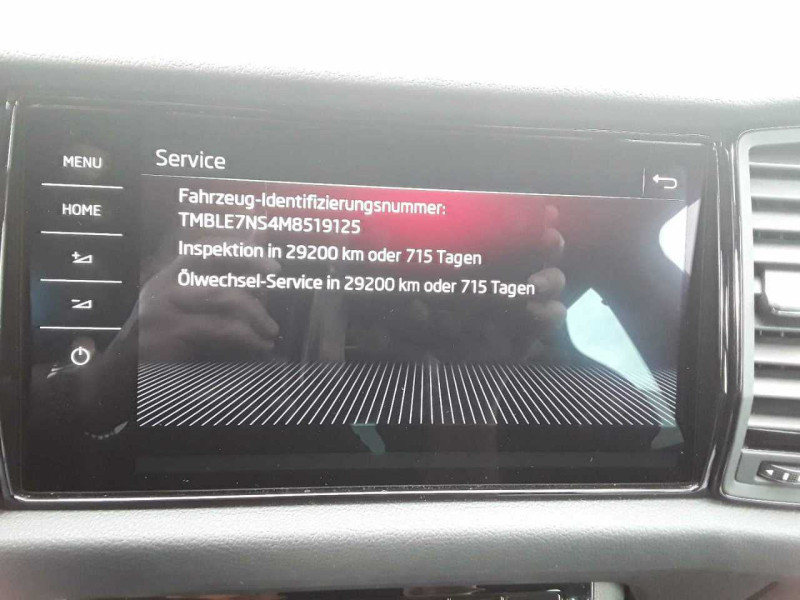 MENU
HOME
Service
Fahrzeug-Identifizierungsnummer:
TMBLE7NS4M8519125
Inspektion in 29200 km oder 715 Tagen
Ölwechsel-Service in 29200 km oder 715 Tagen